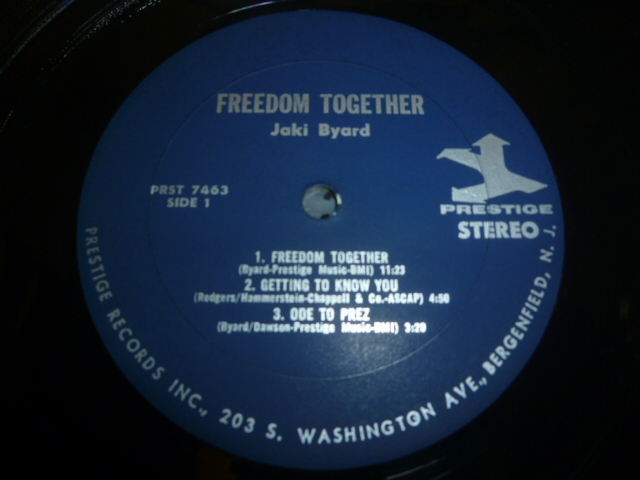 FREEDOM TOGETHER
Jaki Byard
PRST 7463
SIDE 1
PRESTIGE
STEREO
1. FREEDOM TOGETHER
(Byard-Prestige Music-BMI) 11:23
2. GETTING TO KNOW YOU
(Rodgers/Hammerstein-Chappell & Co.-ASCAP) 4:50
3. ODE TO PREZ
(Byard/Dawson-Prestige Music-BMI) 3:20
PRESTIGE RECORDS INC., 203 S. WASHINGTON AVE., BERGENFIELD, N. J.